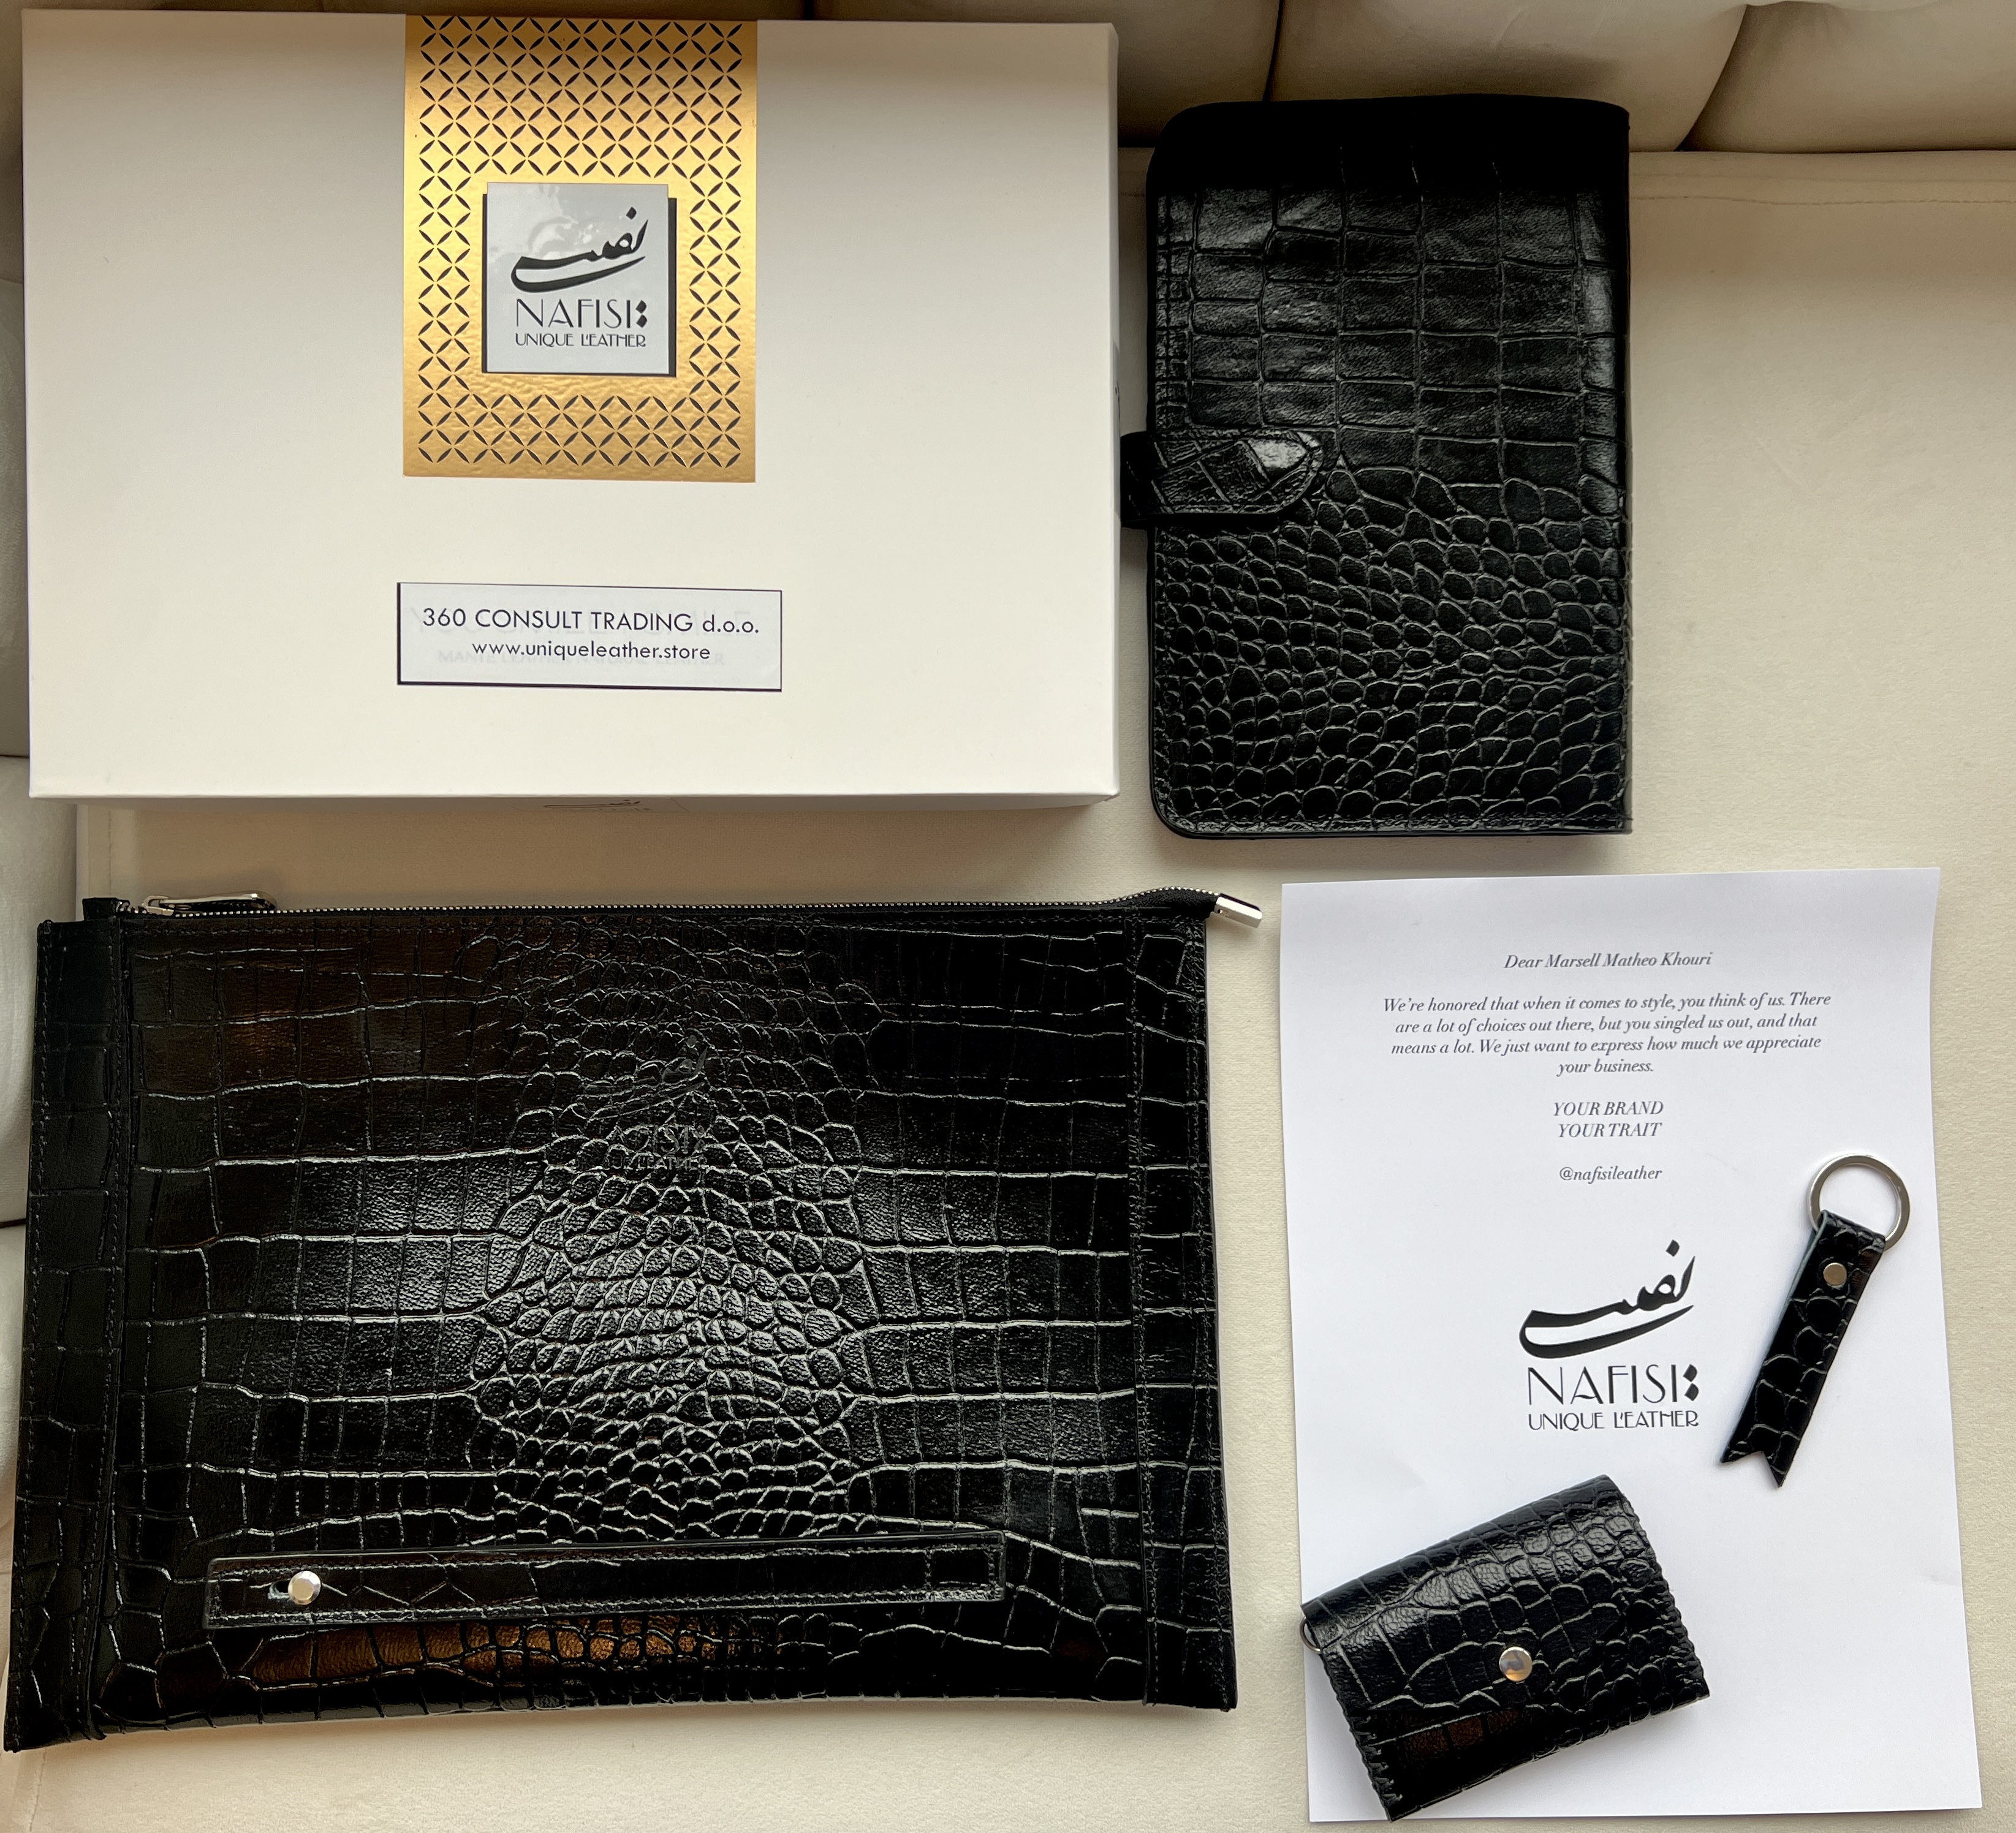 نفیسی
NAFISI
UNIQUE LEATHER
360 CONSULT TRADING d.o.o.
www.uniqueleather.store
LEATHER
Dear Marsell Matheo Khouri
We're honored that when it comes to style, you think of us. There
are a lot of choices out there, but you singled us out, and that
means a lot. We just want to express how much we appreciate
your business.
YOUR BRAND
YOUR TRAIT
@nafisileather
نفیسی
NAFISI
UNIQUE LEATHER